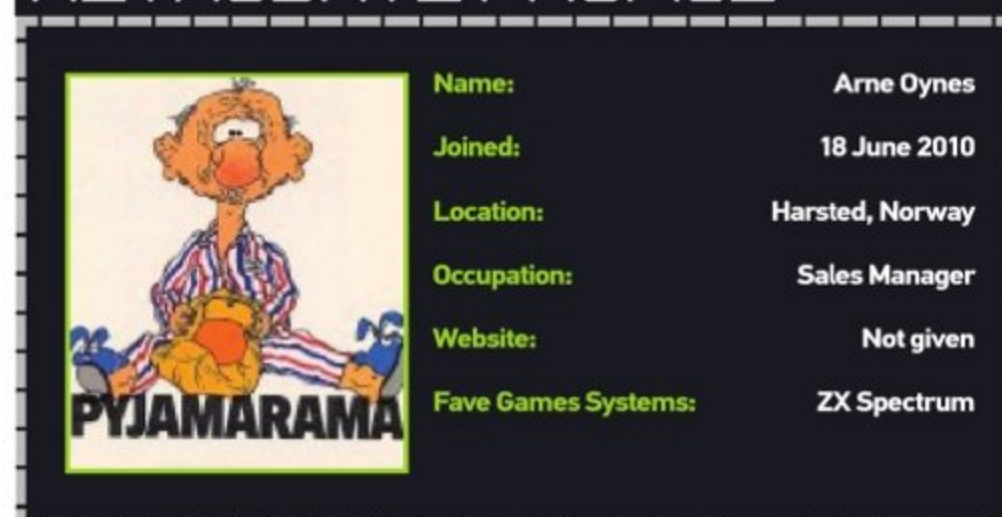 Name: Arne Oynes
Joined: 18 June 2010
Location: Harsted, Norway
Occupation: Sales Manager
Website: Not given
Fave Games Systems: ZX Spectrum
PYJAMARAMA